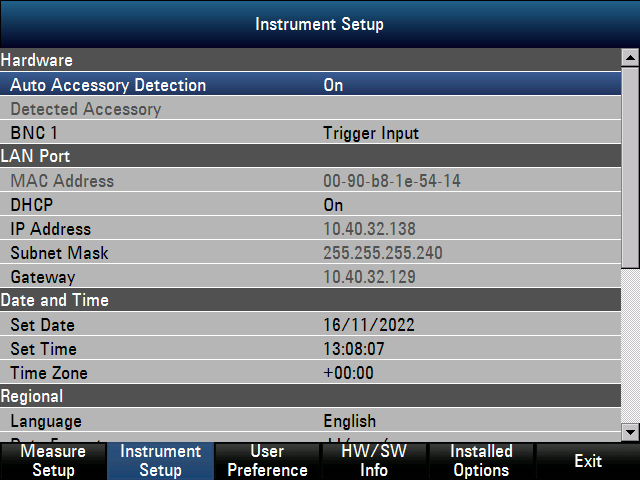 Instrument Setup
Hardware
Auto Accessory Detection On
Detected Accessory
BNC 1 Trigger Input
LAN Port
MAC Address 00-90-b8-1e-54-14
DHCP On
IP Address 10.40.32.138
Subnet Mask 255.255.255.240
Gateway 10.40.32.129
Date and Time
Set Date 16/11/2022
Set Time 13:08:07
Time Zone +00:00
Regional
Language English
Measure Setup
Instrument Setup
User Preference
HW/SW Info
Installed Options
Exit